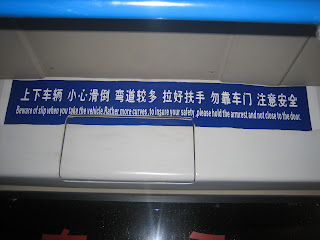 上下车辆 小心滑倒 弯道较多 拉好扶手 勿靠车门 注意安全
Beware of slip when you take the vehicle.Rather more curves ,to insure your safety ,please hold the armrest and not close to the door.